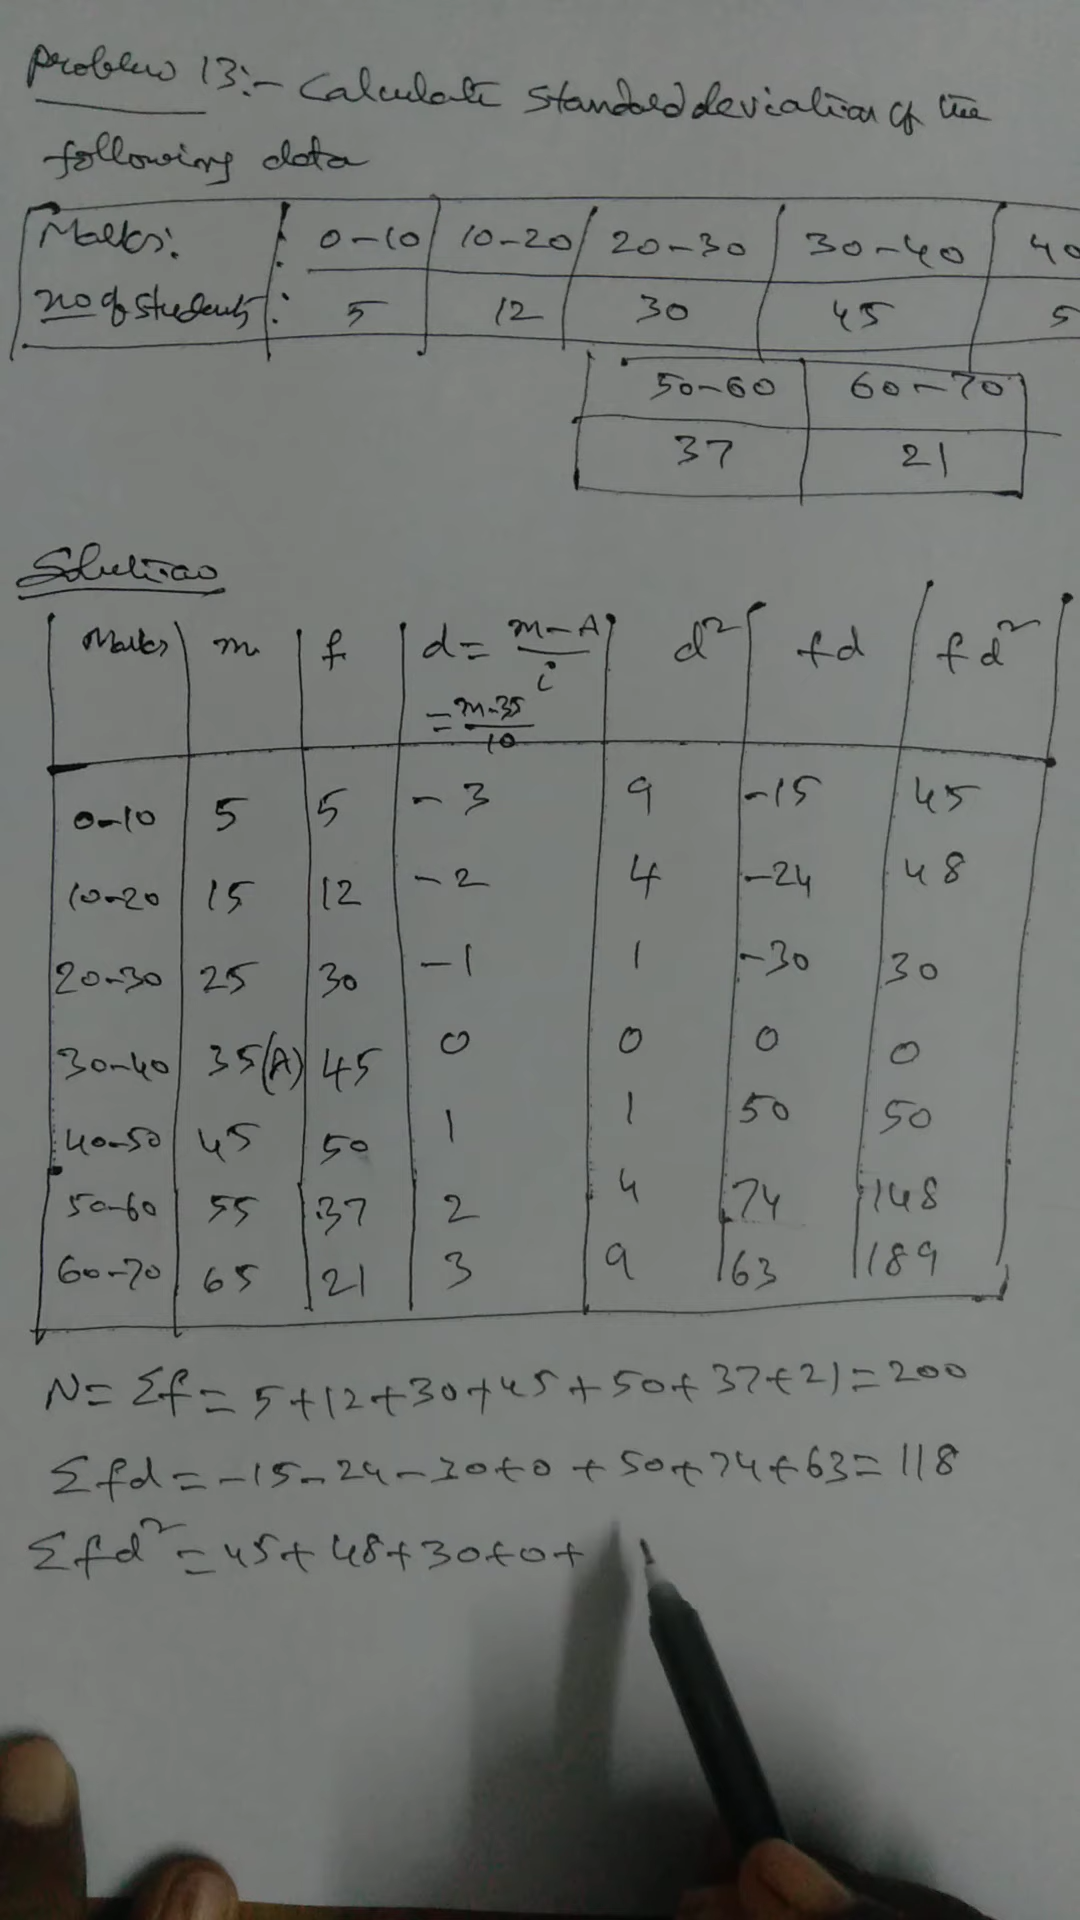 Problem 13:- Calculate Standard deviation of the
following data
Marks: : 0-10 10-20 20-30 30-40 40
no of students : 5 12 30 45 5
50-60 60-70
37 21
Solution
Marks m f d = m-A/i d² fd fd²
= m-35/10
0-10 5 5 -3 9 -15 45
10-20 15 12 -2 4 -24 48
20-30 25 30 -1 1 -30 30
30-40 35(A) 45 0 0 0 0
40-50 45 50 1 1 50 50
50-60 55 37 2 4 74 148
60-70 65 21 3 9 63 189
N = Σf = 5+12+30+45+50+37+21 = 200
Σfd = -15-24-30+0+50+74+63 = 118
Σfd² = 45+48+30+0+